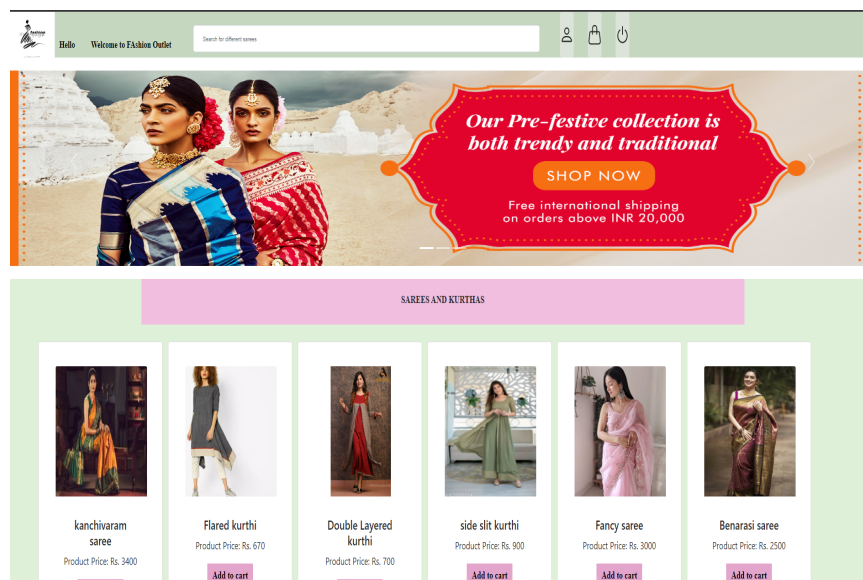 fashion
Hello
Welcome to FAshion Outlet
Search for different sarees
Our Pre-festive collection is
both trendy and traditional
SHOP NOW
Free international shipping
on orders above INR 20,000
SAREES AND KURTHAS
kanchivaram
saree
Product Price: Rs. 3400
Flared kurthi
Product Price: Rs. 670
Add to cart
Double Layered
kurthi
Product Price: Rs. 700
side slit kurthi
Product Price: Rs. 900
Add to cart
Fancy saree
Product Price: Rs. 3000
Add to cart
Benarasi saree
Product Price: Rs. 2500
Add to cart